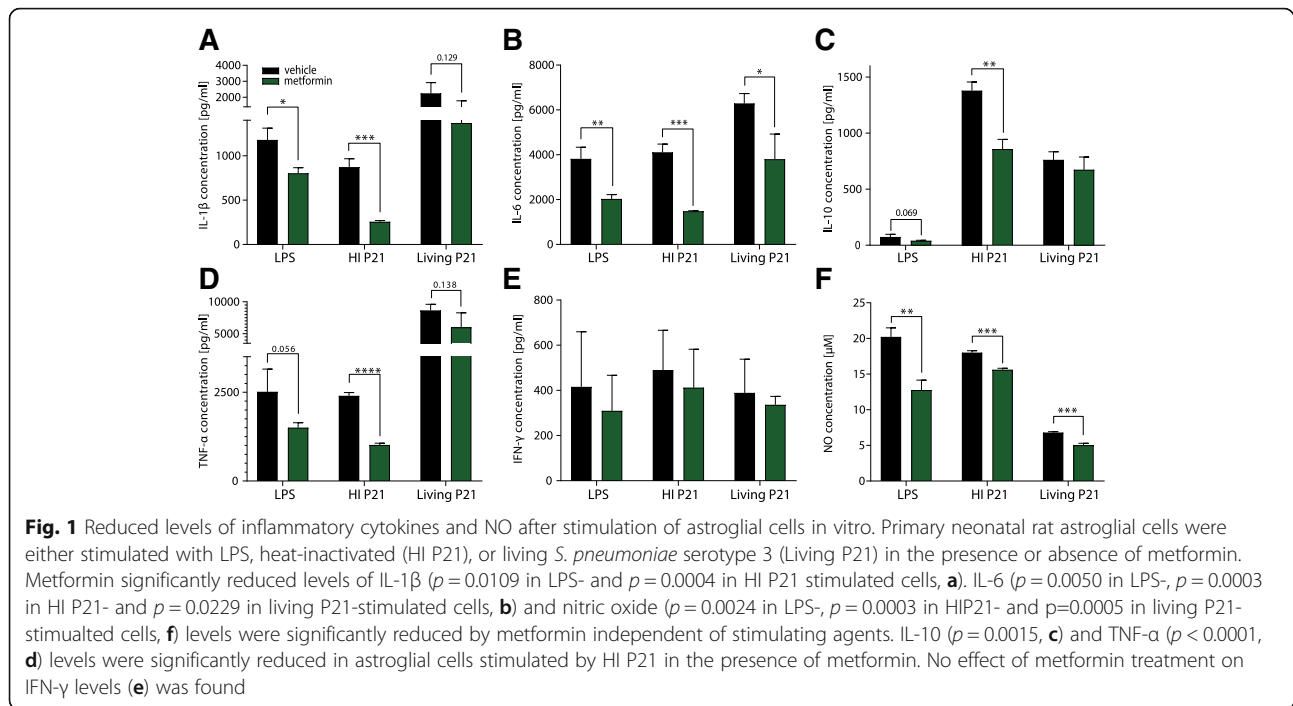 A
vehicle
metformin
IL-1β concentration [pg/ml]
4000
3000
2000
1000
500
0
*
***
0.129
LPS
HI P21
Living P21
B
IL-6 concentration [pg/ml]
8000
6000
4000
2000
0
**
***
*
LPS
HI P21
Living P21
C
IL-10 concentration [pg/ml]
1500
1000
500
0
0.069
**
LPS
HI P21
Living P21
D
TNF-α concentration [pg/ml]
10000
5000
2500
0
0.056
****
0.138
LPS
HI P21
Living P21
E
IFN-γ concentration [pg/ml]
800
600
400
200
0
LPS
HI P21
Living P21
F
NO concentration [µM]
25
20
15
10
5
0
**
***
***
LPS
HI P21
Living P21
Fig. 1 Reduced levels of inflammatory cytokines and NO after stimulation of astroglial cells in vitro. Primary neonatal rat astroglial cells were
either stimulated with LPS, heat-inactivated (HI P21), or living S. pneumoniae serotype 3 (Living P21) in the presence or absence of metformin.
Metformin significantly reduced levels of IL-1β (p = 0.0109 in LPS- and p = 0.0004 in HI P21 stimulated cells, a). IL-6 (p = 0.0050 in LPS-, p = 0.0003
in HI P21- and p = 0.0229 in living P21-stimulated cells, b) and nitric oxide (p = 0.0024 in LPS-, p = 0.0003 in HIP21- and p=0.0005 in living P21-
stimualted cells, f) levels were significantly reduced by metformin independent of stimulating agents. IL-10 (p = 0.0015, c) and TNF-α (p < 0.0001,
d) levels were significantly reduced in astroglial cells stimulated by HI P21 in the presence of metformin. No effect of metformin treatment on
IFN-γ levels (e) was found